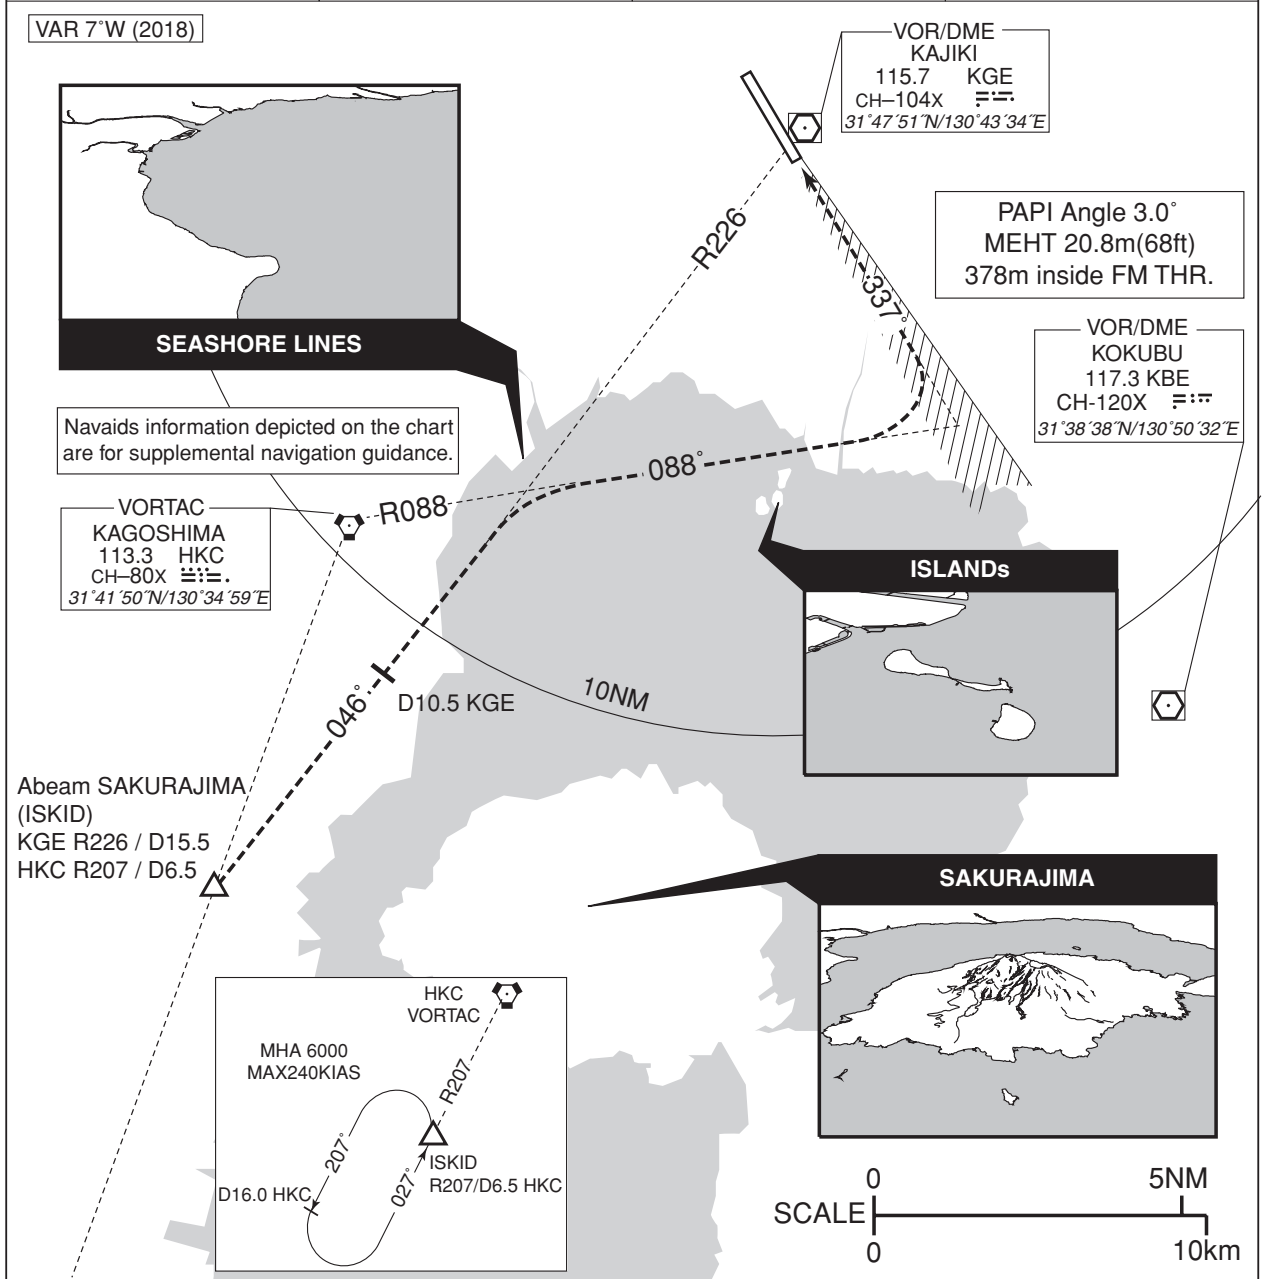 VAR 7˚W (2018)
VOR/DME
KAJIKI
115.7 KGE
CH–104X
31˚47´51˝N/130˚43´34˝E
R226
PAPI Angle 3.0˚
MEHT 20.8m(68ft)
378m inside FM THR.
337˚
SEASHORE LINES
VOR/DME
KOKUBU
117.3 KBE
CH-120X
31˚38´38˝N/130˚50´32˝E
Navaids information depicted on the chart
are for supplemental navigation guidance.
088˚
R088
VORTAC
KAGOSHIMA
113.3 HKC
CH–80X
31˚41´50˝N/130˚34´59˝E
ISLANDs
10NM
046˚
D10.5 KGE
Abeam SAKURAJIMA
(ISKID)
KGE R226 / D15.5
HKC R207 / D6.5
SAKURAJIMA
HKC
VORTAC
MHA 6000
MAX240KIAS
R207
207˚
027˚
ISKID
R207/D6.5 HKC
D16.0 HKC
0 5NM
SCALE
0 10km